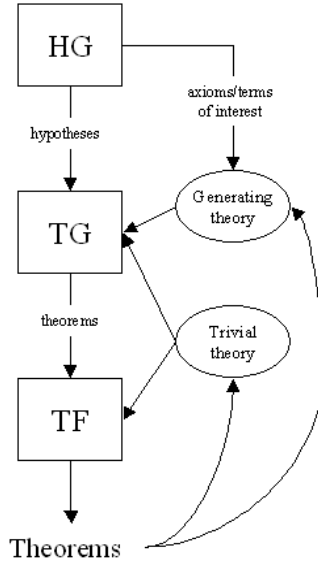 HG
axioms/terms
of interest
hypotheses
Generating
theory
TG
theorems
Trivial
theory
TF
Theorems